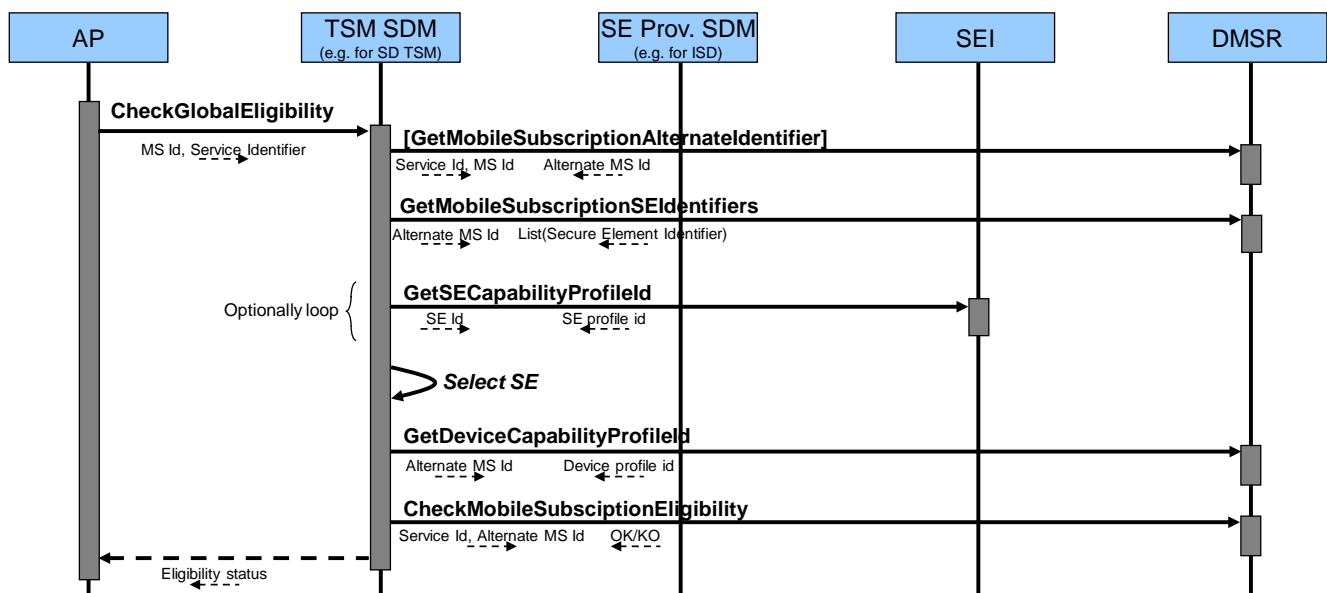 AP
TSM SDM
(e.g. for SD TSM)
SE Prov. SDM
(e.g. for ISD)
SEI
DMSR
CheckGlobalEligibility
MS Id, Service Identifier
[GetMobileSubscriptionAlternateIdentifier]
Service Id, MS Id
Alternate MS Id
GetMobileSubscriptionSEIdentifiers
Alternate MS Id
List(Secure Element Identifier)
Optionally loop
GetSECapabilityProfileId
SE Id
SE profile id
Select SE
GetDeviceCapabilityProfileId
Alternate MS Id
Device profile id
CheckMobileSubsciptionEligibility
Service Id, Alternate MS Id
OK/KO
Eligibility status